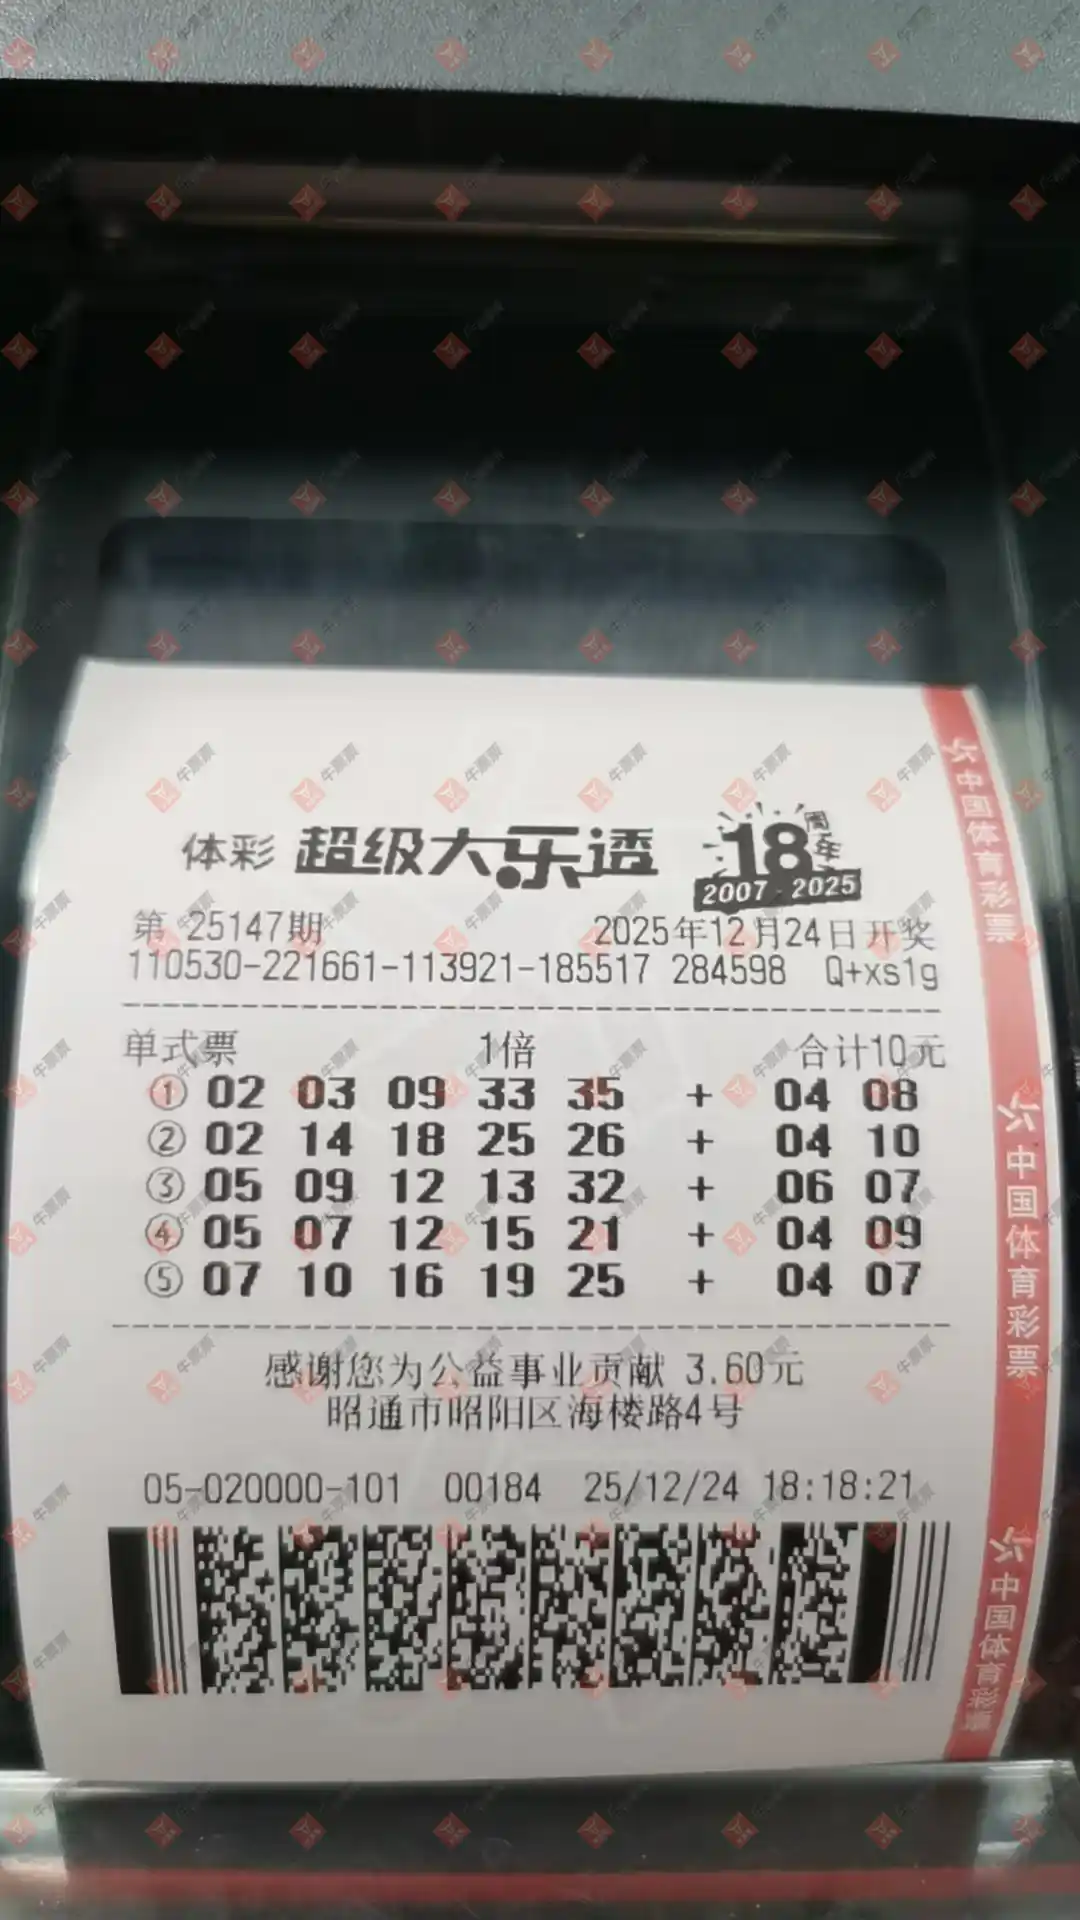 体彩 超级大乐透 18周年
2007-2025
第 25147期 2025年12月24日开奖
110530-221661-113921-185517 284598 Q+xs1g
单式票 1倍 合计10元
① 02 03 09 33 35 + 04 08
② 02 14 18 25 26 + 04 10
③ 05 09 12 13 32 + 06 07
④ 05 07 12 15 21 + 04 09
⑤ 07 10 16 19 25 + 04 07
感谢您为公益事业贡献 3.60元
昭通市昭阳区海楼路4号
05-020000-101 00184 25/12/24 18:18:21
中国体育彩票
中国体育彩票
中国体育彩票
牛票票